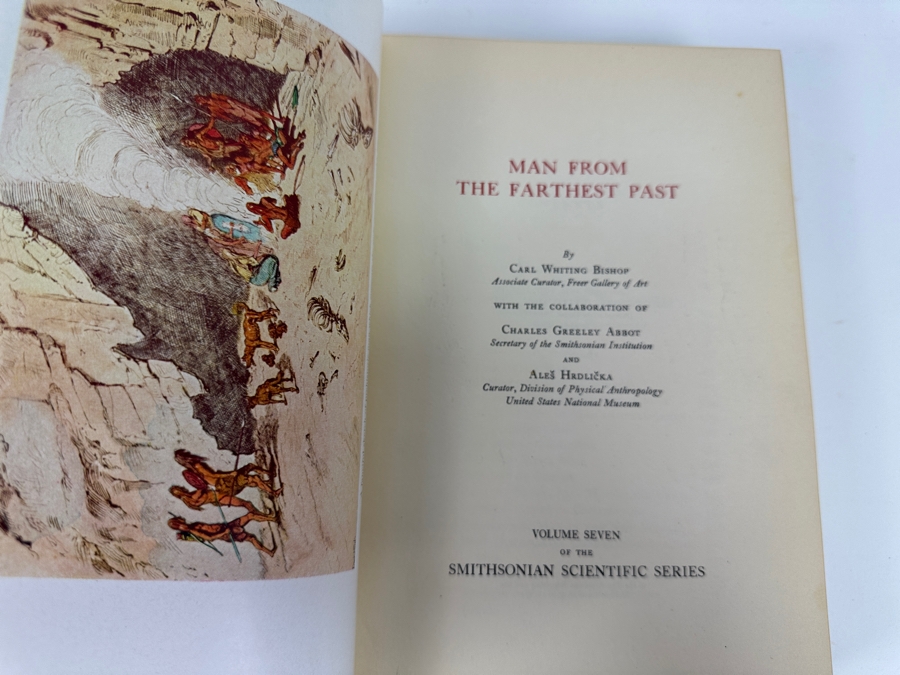 MAN FROM
THE FARTHEST PAST
By
CARL WHITING BISHOP
Associate Curator, Freer Gallery of Art
WITH THE COLLABORATION OF
CHARLES GREELEY ABBOT
Secretary of the Smithsonian Institution
AND
ALEŠ HRDLIČKA
Curator, Division of Physical Anthropology
United States National Museum
VOLUME SEVEN
OF THE
SMITHSONIAN SCIENTIFIC SERIES